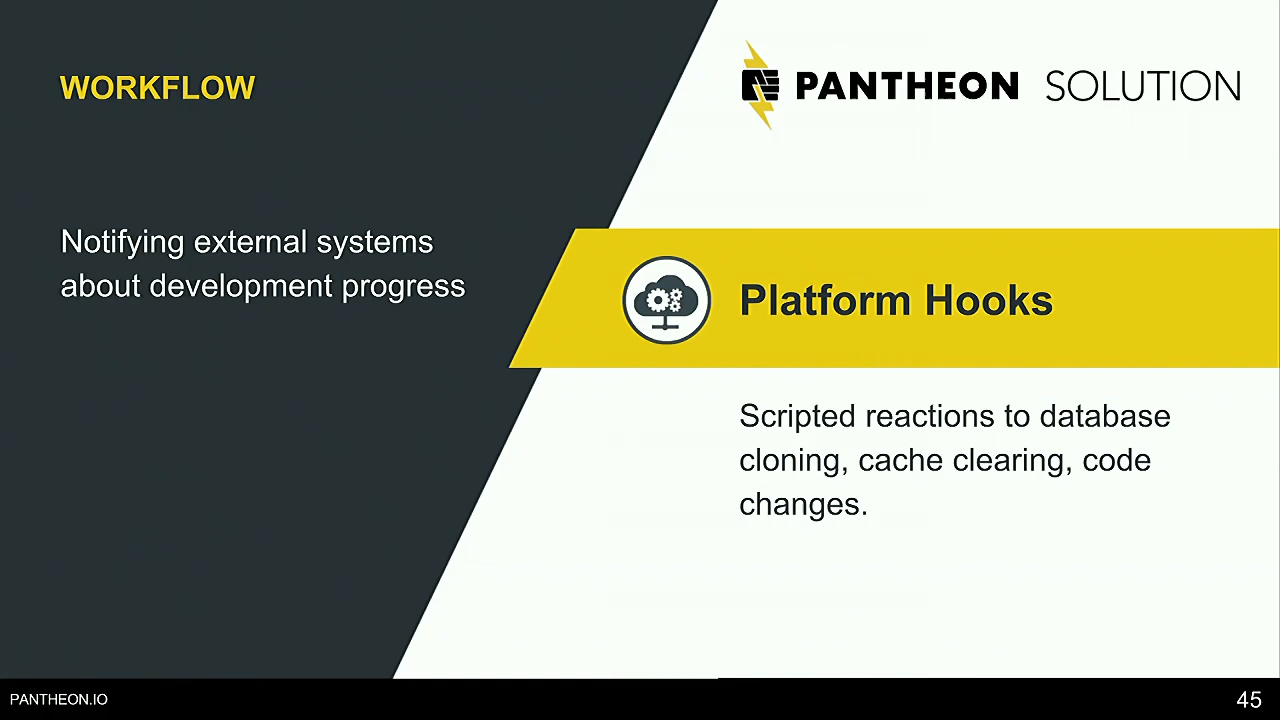 WORKFLOW
PANTHEON SOLUTION
Notifying external systems
about development progress
Platform Hooks
Scripted reactions to database
cloning, cache clearing, code
changes.
PANTHEON.IO
45